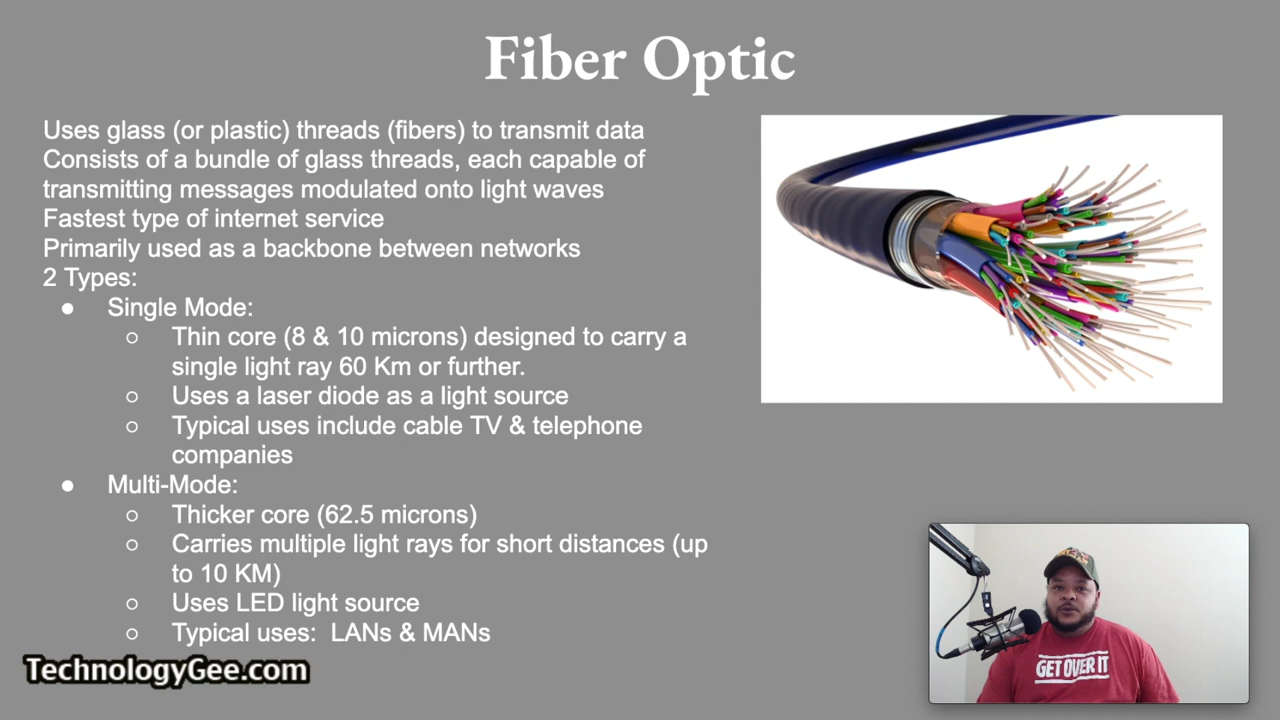 Fiber Optic
Uses glass (or plastic) threads (fibers) to transmit data
Consists of a bundle of glass threads, each capable of
transmitting messages modulated onto light waves
Fastest type of internet service
Primarily used as a backbone between networks
2 Types:
● Single Mode:
○ Thin core (8 & 10 microns) designed to carry a
single light ray 60 Km or further.
○ Uses a laser diode as a light source
○ Typical uses include cable TV & telephone
companies
● Multi-Mode:
○ Thicker core (62.5 microns)
○ Carries multiple light rays for short distances (up
to 10 KM)
○ Uses LED light source
○ Typical uses:  LANs & MANs
TechnologyGee.com
GET OVER IT